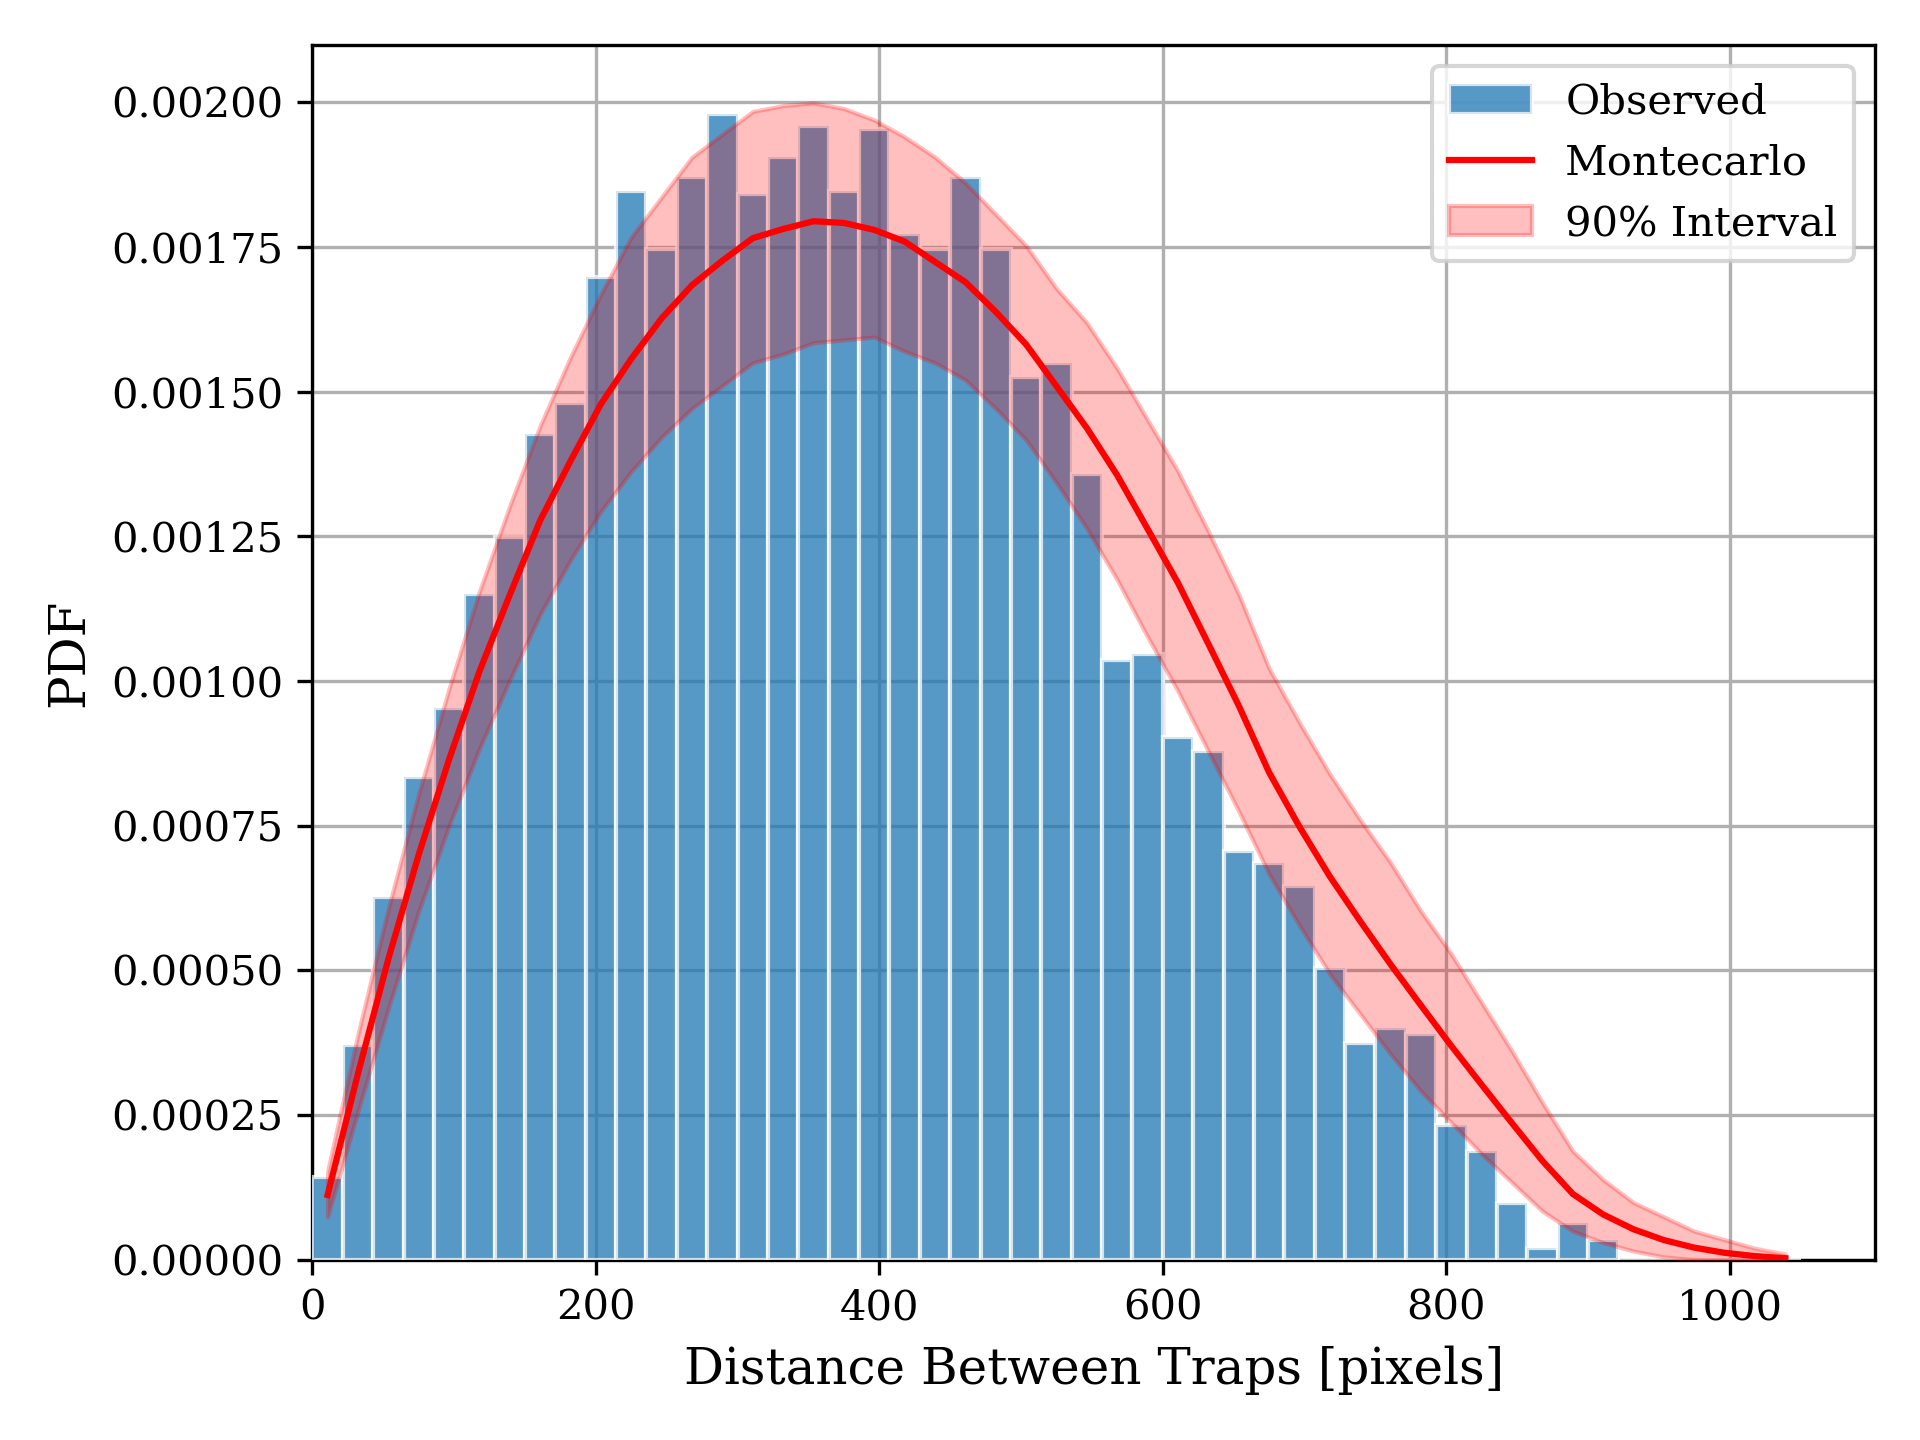 Observed
Montecarlo
90% Interval
PDF
0.00200
0.00175
0.00150
0.00125
0.00100
0.00075
0.00050
0.00025
0.00000
0 200 400 600 800 1000
Distance Between Traps [pixels]